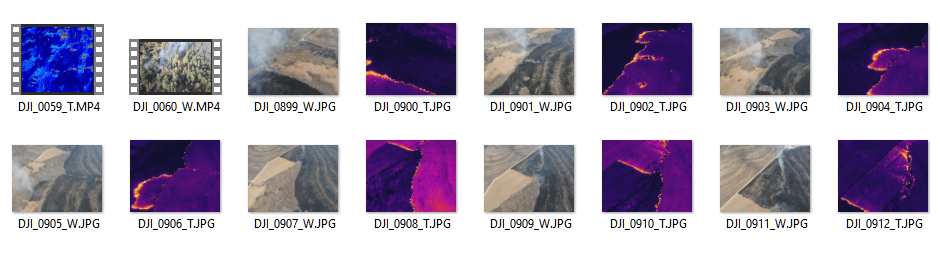 DJI_0059_T.MP4
DJI_0060_W.MP4
DJI_0899_W.JPG
DJI_0900_T.JPG
DJI_0901_W.JPG
DJI_0902_T.JPG
DJI_0903_W.JPG
DJI_0904_T.JPG
DJI_0905_W.JPG
DJI_0906_T.JPG
DJI_0907_W.JPG
DJI_0908_T.JPG
DJI_0909_W.JPG
DJI_0910_T.JPG
DJI_0911_W.JPG
DJI_0912_T.JPG